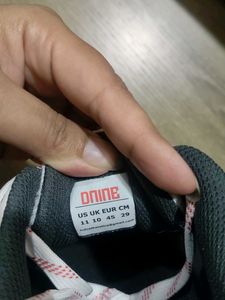 DNINE
US UK EUR CM
11 10 45 29